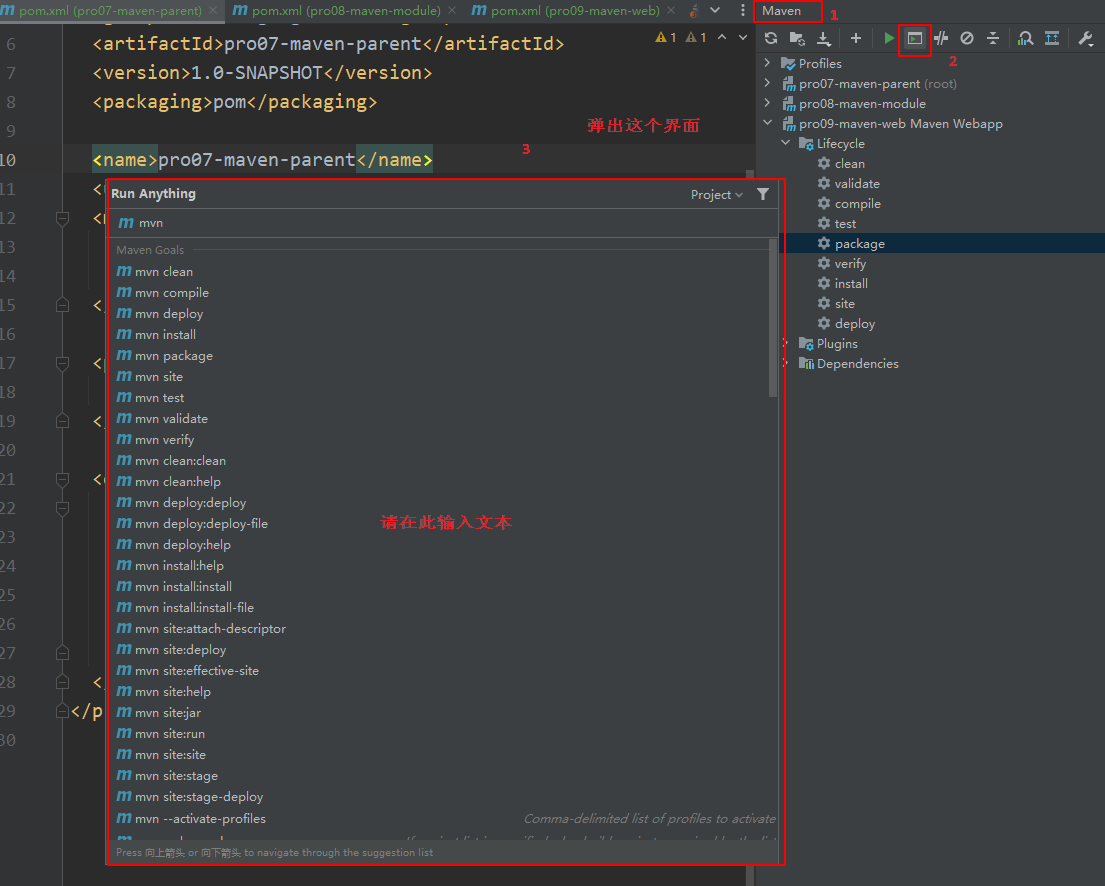 pom.xml (pro07-maven-parent)
pom.xml (pro08-maven-module)
pom.xml (pro09-maven-web)
Maven
1
6 <artifactId>pro07-maven-parent</artifactId>
1 1
2
7 <version>1.0-SNAPSHOT</version>
8 <packaging>pom</packaging>
9
弹出这个界面
3
10 <name>pro07-maven-parent</name>
11 <
12 <
13
14
15 <
16
17 <
18
19 <
20
21 <
22
23
24
25
26
27
28 <
29 </p
30
Run Anything
Project
m mvn
Maven Goals
m mvn clean
m mvn compile
m mvn deploy
m mvn install
m mvn package
m mvn site
m mvn test
m mvn validate
m mvn verify
m mvn clean:clean
m mvn clean:help
m mvn deploy:deploy
m mvn deploy:deploy-file
m mvn deploy:help
m mvn install:help
m mvn install:install
m mvn install:install-file
m mvn site:attach-descriptor
m mvn site:deploy
m mvn site:effective-site
m mvn site:help
m mvn site:jar
m mvn site:run
m mvn site:site
m mvn site:stage
m mvn site:stage-deploy
m mvn --activate-profiles Comma-delimited list of profiles to activate
请在此输入文本
Press 向上箭头 or 向下箭头 to navigate through the suggestion list
Profiles
pro07-maven-parent (root)
pro08-maven-module
pro09-maven-web Maven Webapp
Lifecycle
clean
validate
compile
test
package
verify
install
site
deploy
Plugins
Dependencies